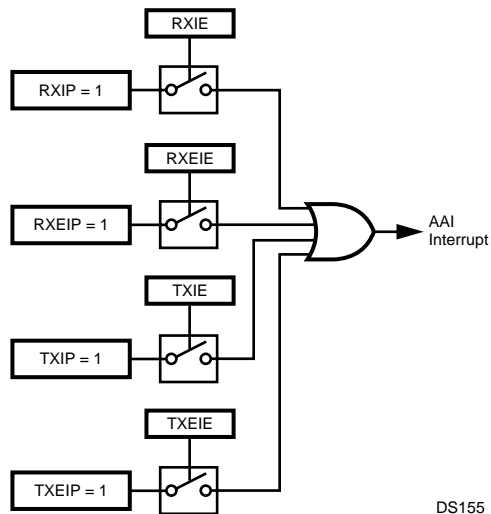 RXIE
RXIP = 1
RXEIE
RXEIP = 1
AAI
Interrupt
TXIE
TXIP = 1
TXEIE
TXEIP = 1
DS155